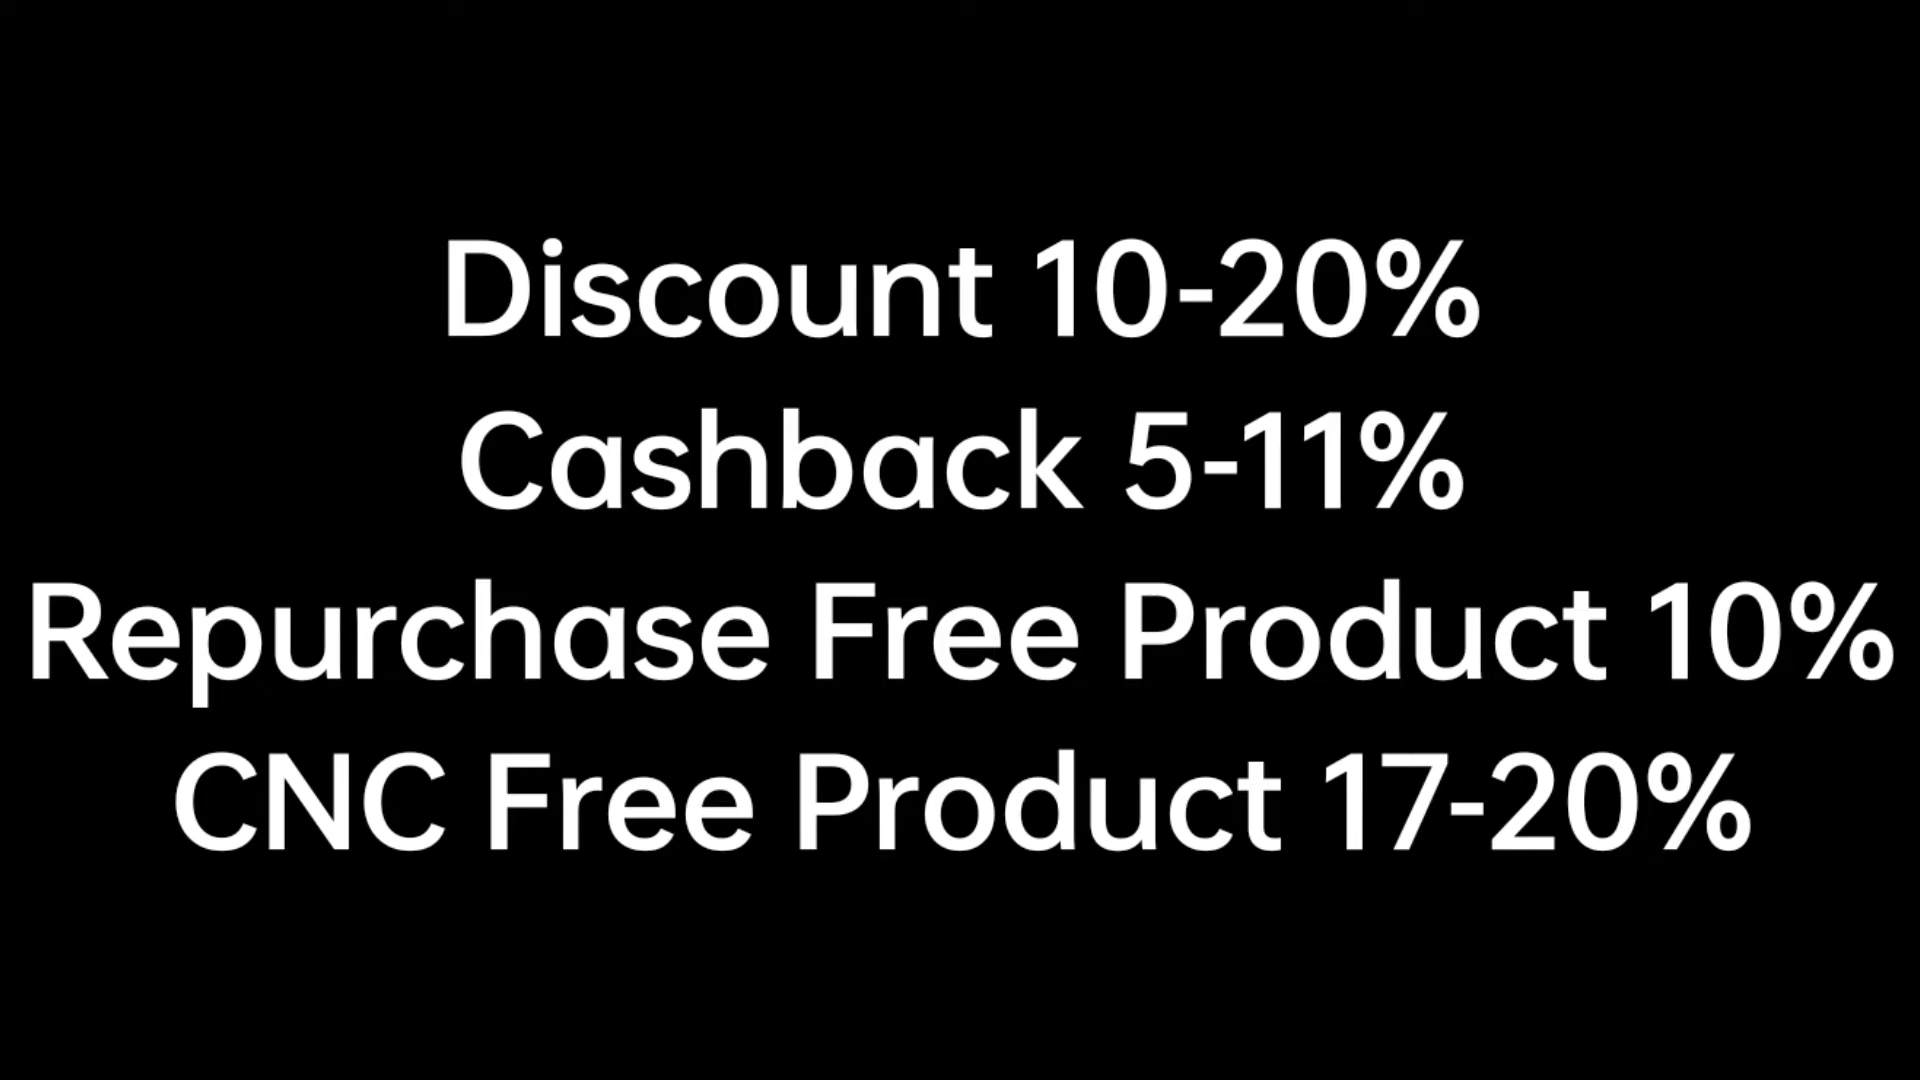 Discount 10-20%
Cashback 5-11%
Repurchase Free Product 10%
CNC Free Product 17-20%